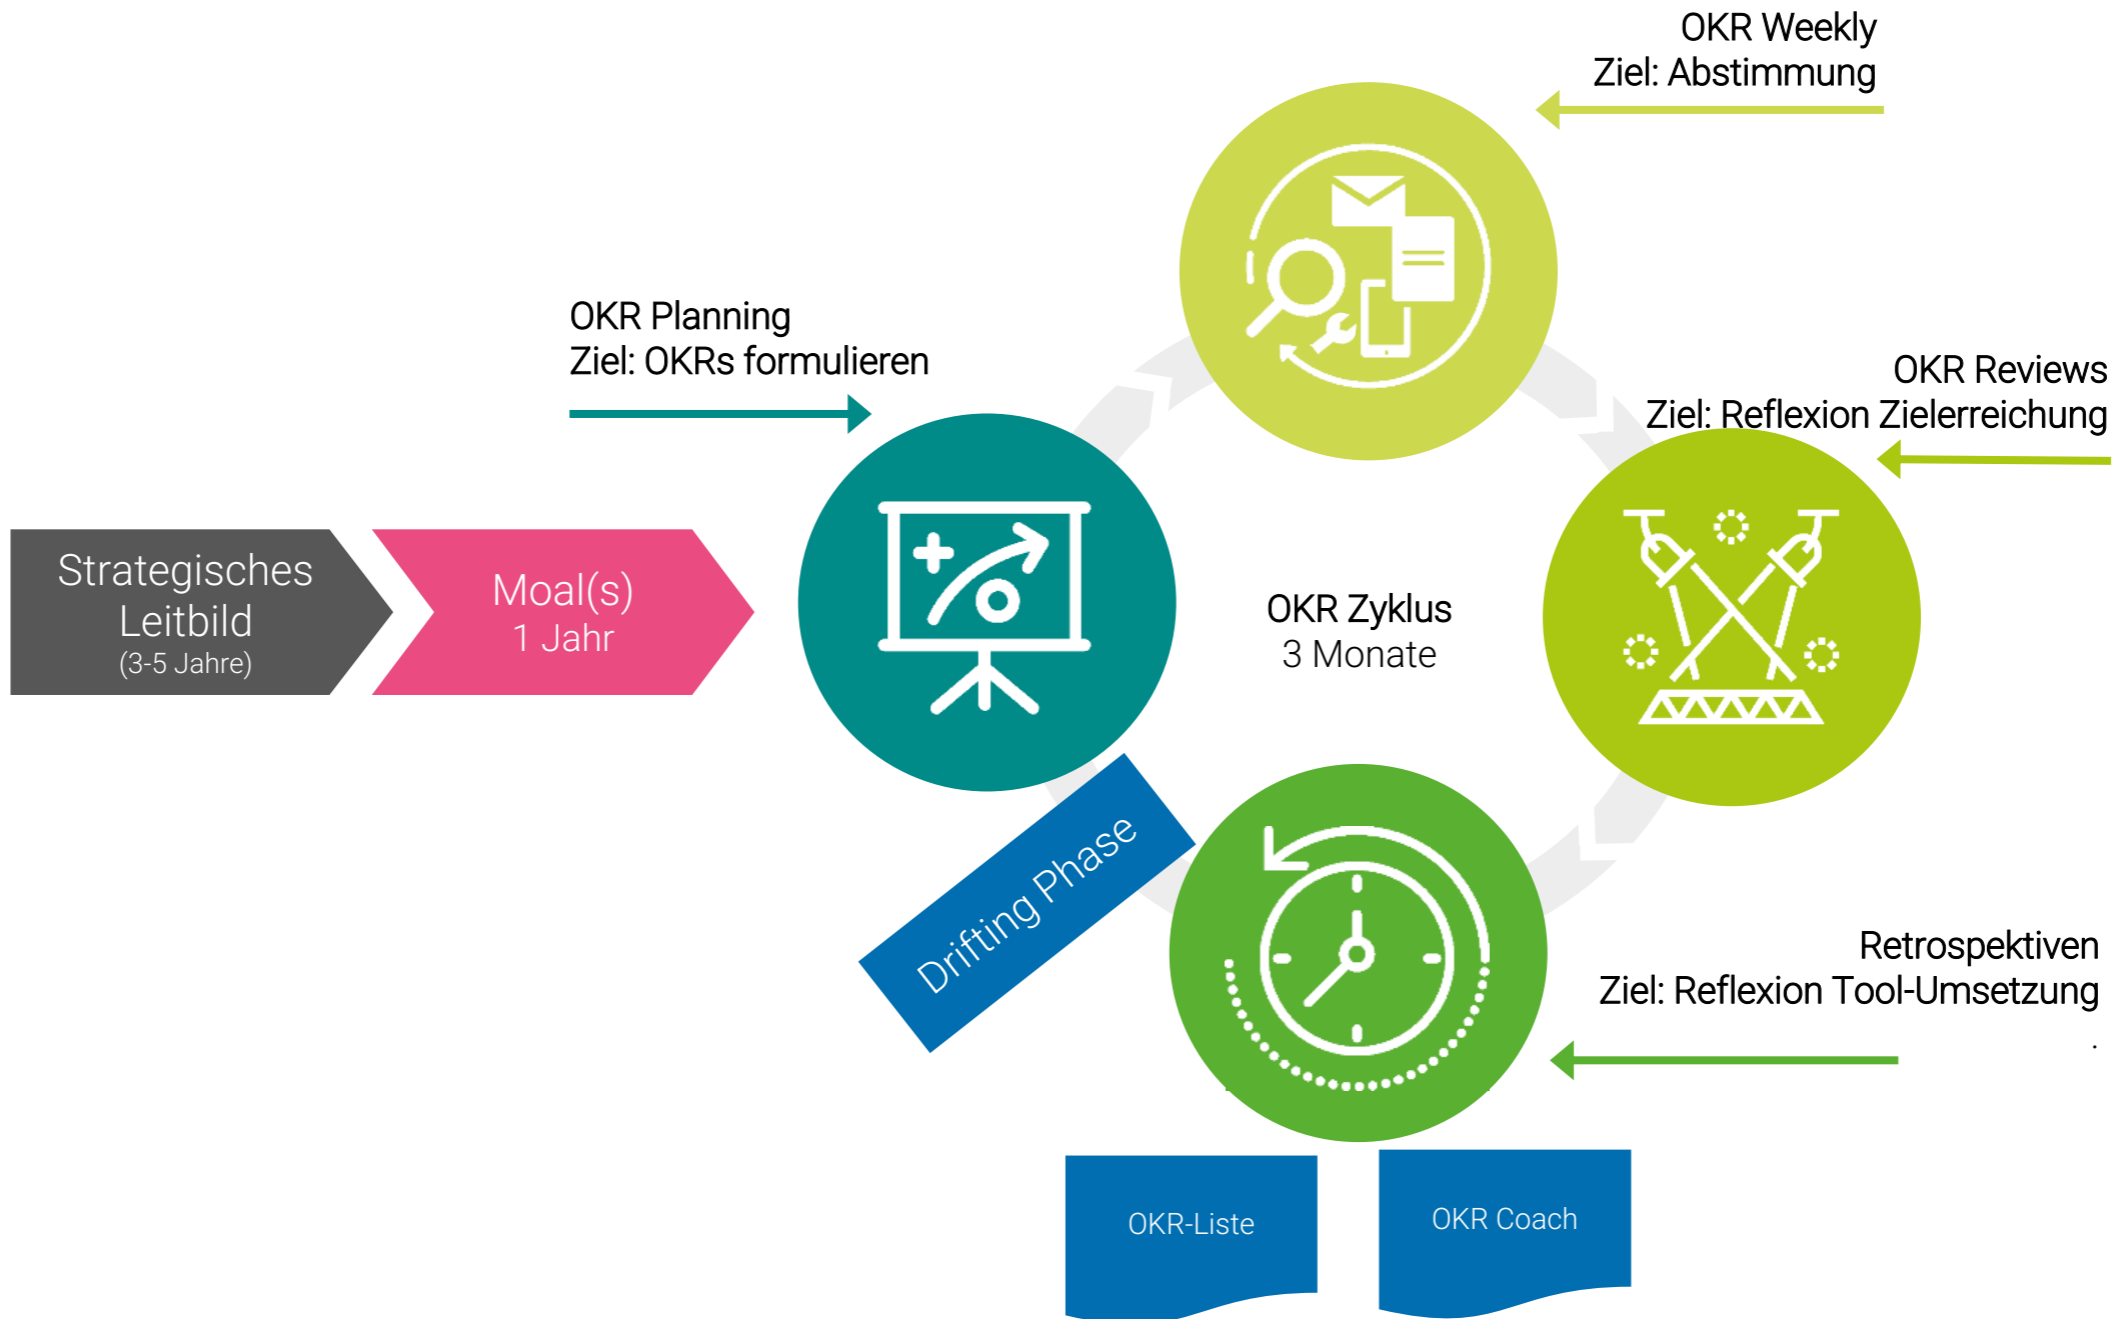 OKR Weekly
Ziel: Abstimmung
OKR Planning
Ziel: OKRs formulieren
OKR Reviews
Ziel: Reflexion Zielerreichung
Strategisches
Leitbild
(3-5 Jahre)
Moal(s)
1 Jahr
OKR Zyklus
3 Monate
Drifting Phase
Retrospektiven
Ziel: Reflexion Tool-Umsetzung
.
OKR-Liste
OKR Coach